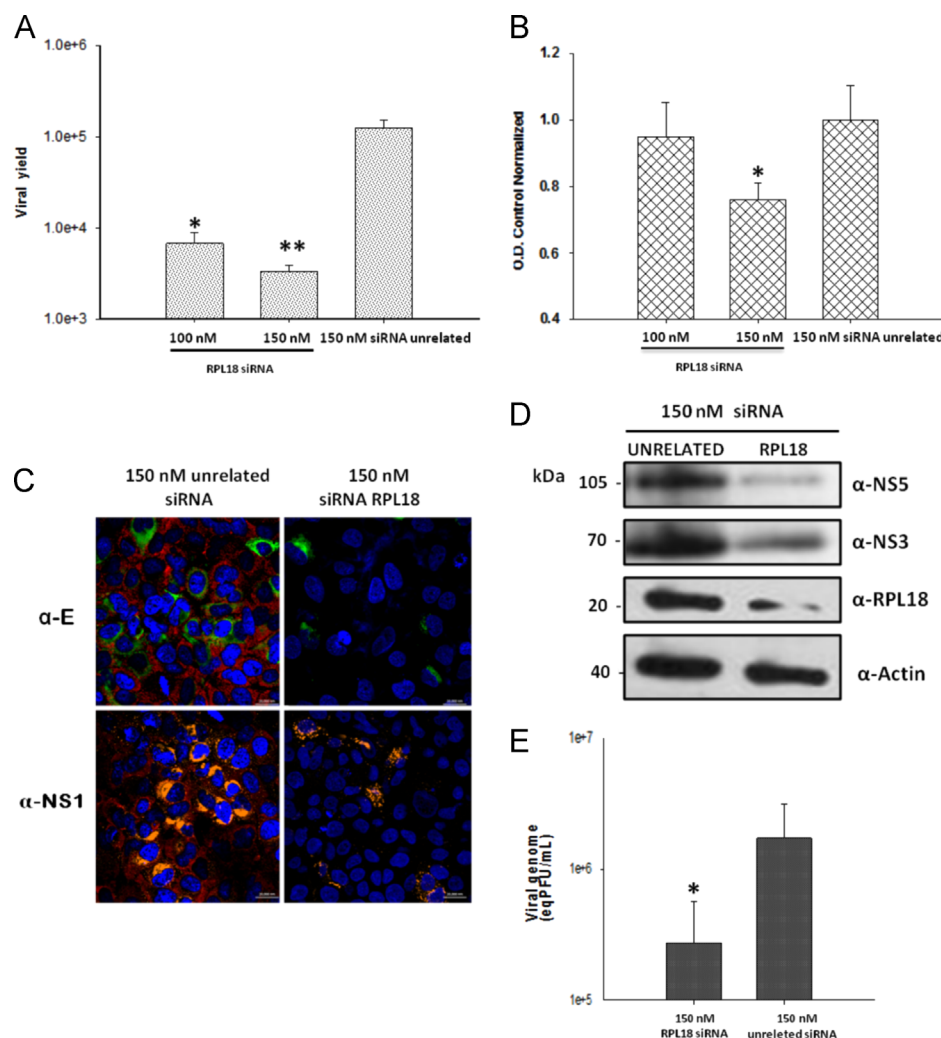 A
1.0e+6
1.0e+5
1.0e+4
1.0e+3
Viral yield
*
**
100 nM
150 nM
150 nM siRNA unrelated
RPL18 siRNA
B
1.2
1.0
0.8
0.6
0.4
O.D. Control Normalized
*
100 nM
150 nM
150 nM siRNA unrelated
RPL18 siRNA
C
150 nM unrelated
siRNA
150 nM
siRNA RPL18
α-E
α-NS1
D
150 nM siRNA
UNRELATED RPL18
kDa
105 - α-NS5
70 - α-NS3
20 - α-RPL18
40 - α-Actin
E
1e+7
1e+6
1e+5
Viral genome
(eqPFU/mL)
*
150 nM
RPL18 siRNA
150 nM
unreleted siRNA